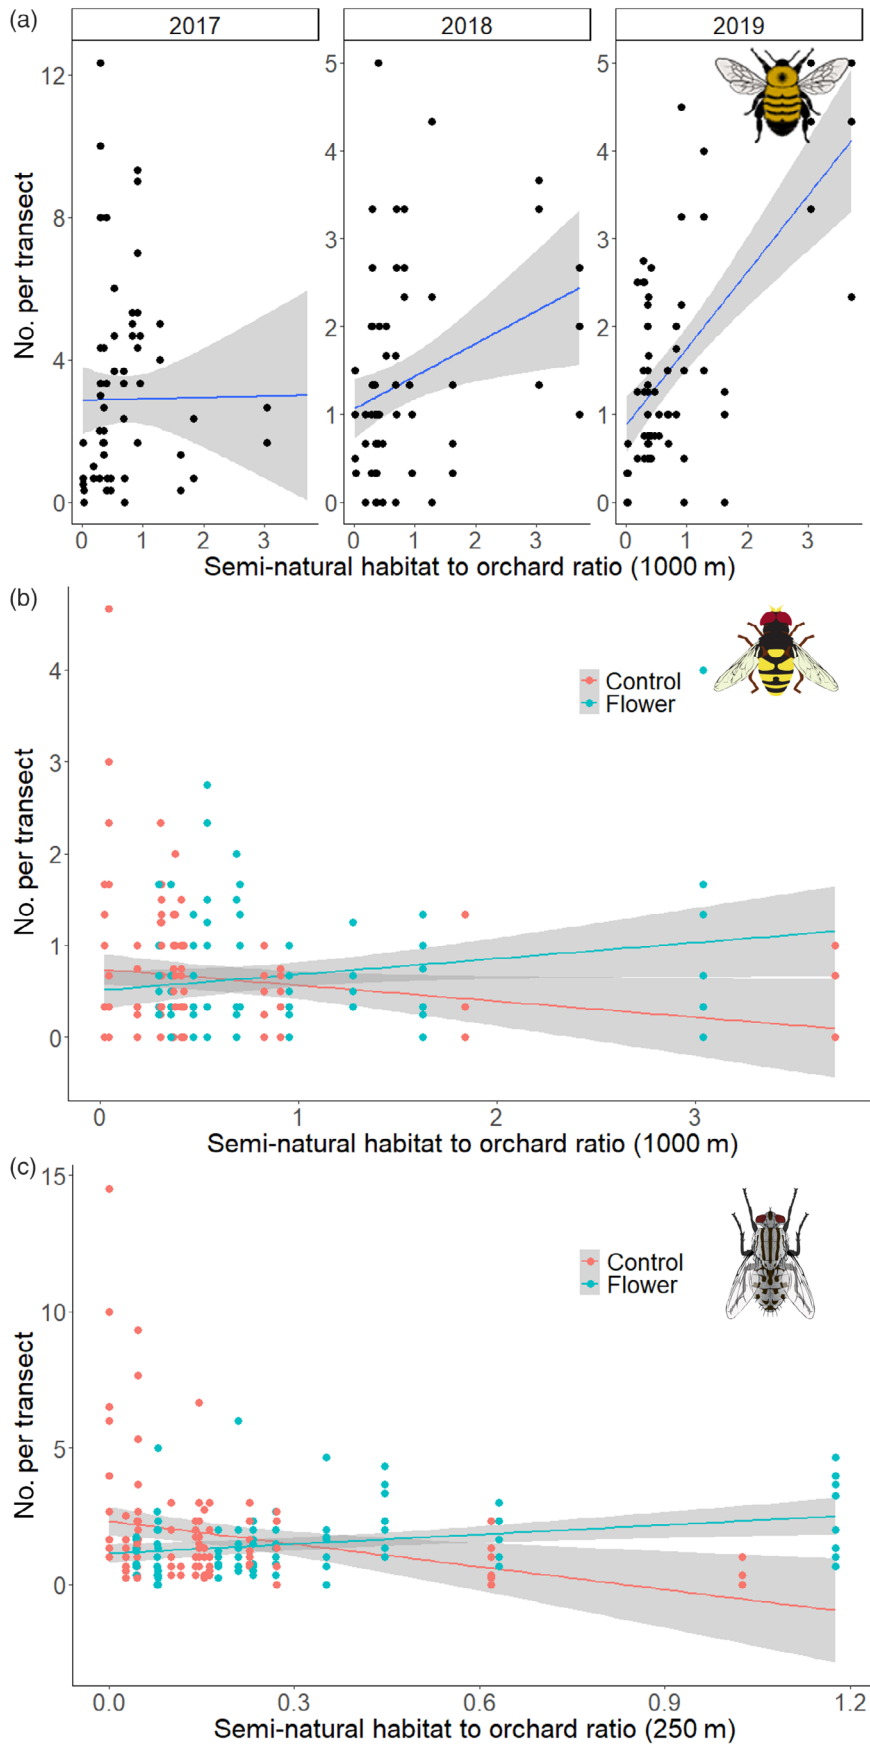 (a)
2017 2018 2019
No. per transect
12
8
4
0
5
4
3
2
1
0
5
4
3
2
1
0
0 1 2 3 0 1 2 3 0 1 2 3
Semi-natural habitat to orchard ratio (1000 m)
(b)
No. per transect
4
3
2
1
0
Control
Flower
0 1 2 3
Semi-natural habitat to orchard ratio (1000 m)
(c)
No. per transect
15
10
5
0
Control
Flower
0.0 0.3 0.6 0.9 1.2
Semi-natural habitat to orchard ratio (250 m)